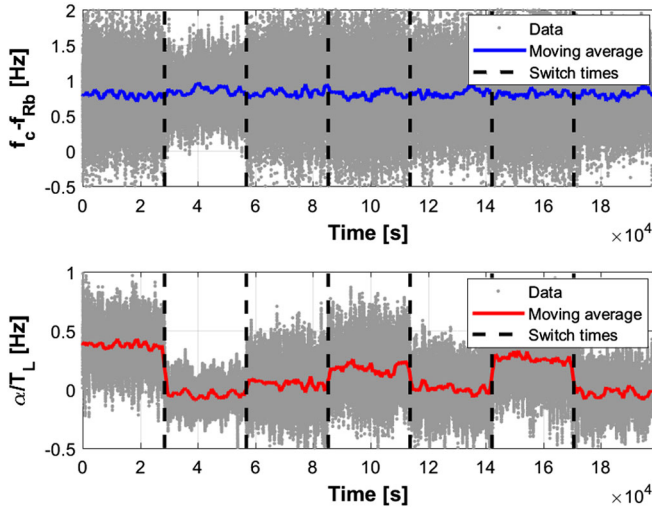 f_c-f_Rb [Hz]
2
1.5
1
0.5
0
-0.5
Data
Moving average
Switch times
0 2 4 6 8 10 12 14 16 18
Time [s]
×10^4
α/T_L [Hz]
1
0.5
0
-0.5
Data
Moving average
Switch times
0 2 4 6 8 10 12 14 16 18
Time [s]
×10^4